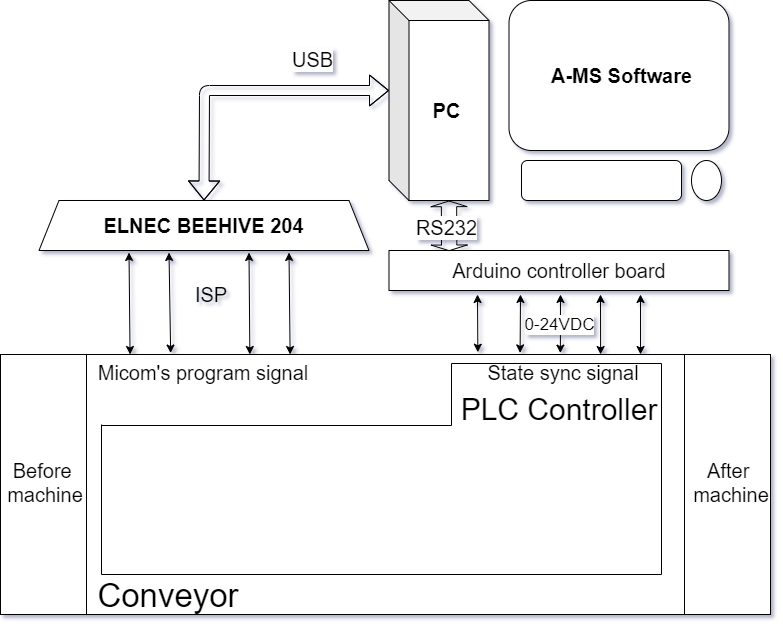 USB
A-MS Software
PC
ELNEC BEEHIVE 204
RS232
Arduino controller board
ISP
0-24VDC
Micom's program signal
State sync signal
PLC Controller
Before
machine
After
machine
Conveyor